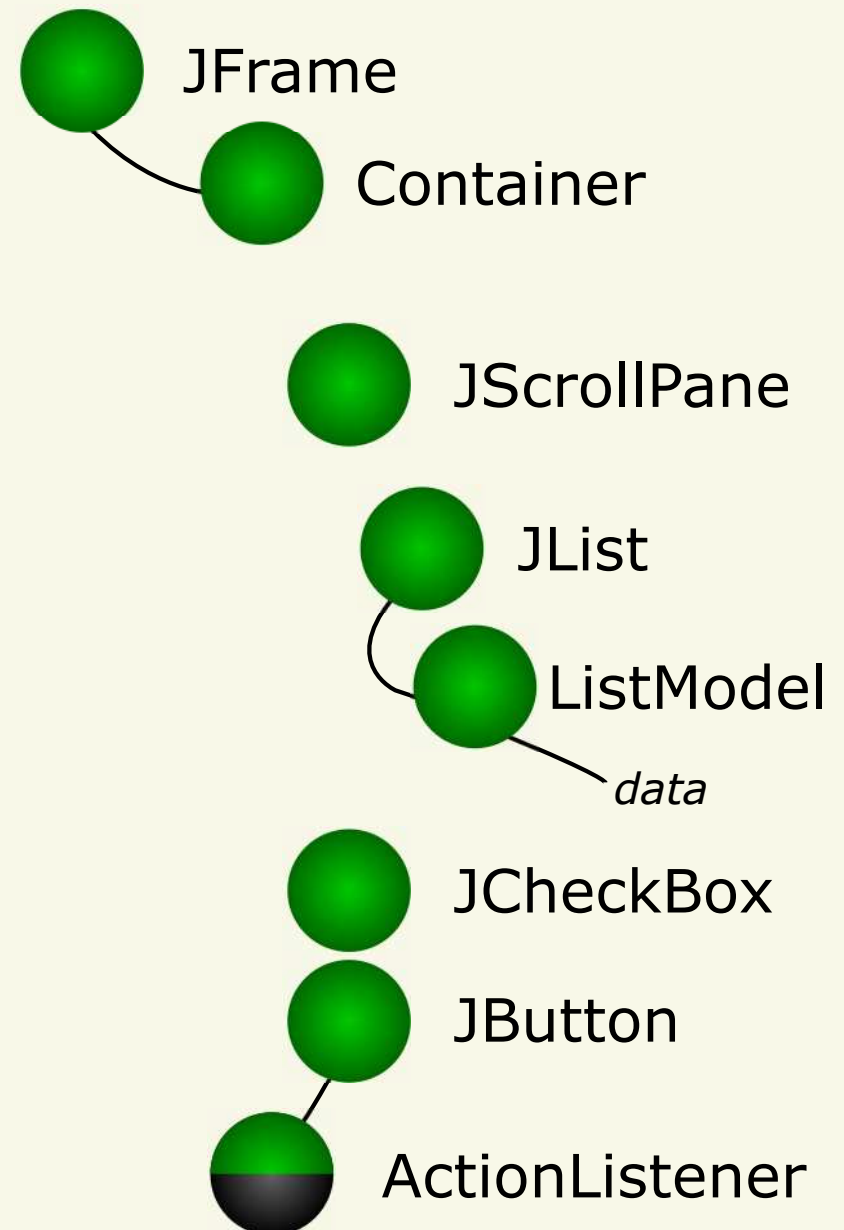 JFrame
Container
JScrollPane
JList
ListModel
data
JCheckBox
JButton
ActionListener